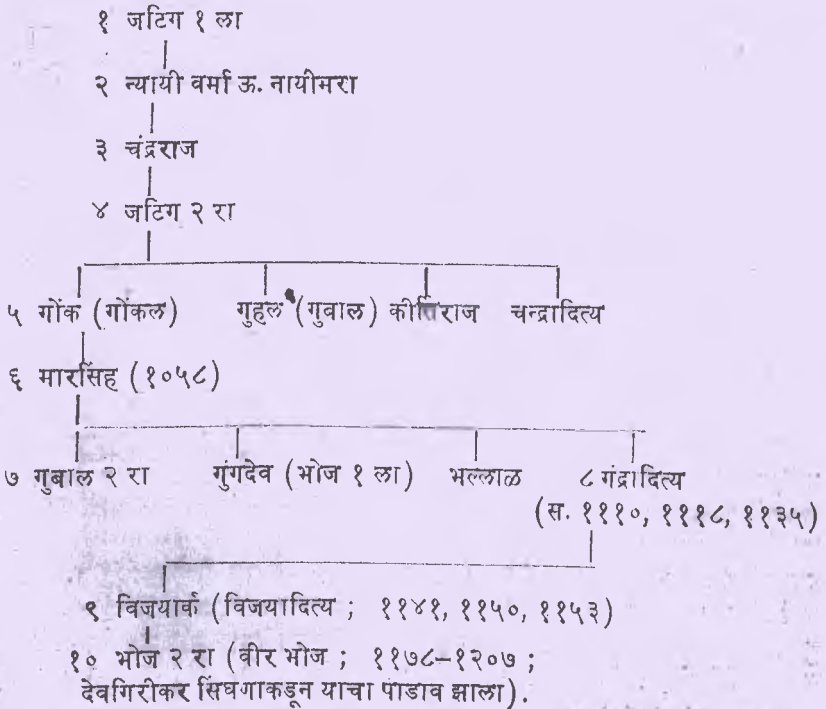 १ जटिग १ ला
२ न्यायी वर्मा ऊ. नायीमरा
३ चंद्रराज
४ जटिग २ रा
५ गोंक (गोंकल) गुहल (गुवाल) कीर्तिराज चन्द्रादित्य
६ मारसिंह (१०५८)
७ गुबाल २ रा गुंगदेव (भोज १ ला) भल्लाळ ८ गंद्रादित्य
(स. १११०, १११८, ११३५)
९ विजयार्क (विजयादित्य ; ११४१, ११५०, ११५३)
१० भोज २ रा (वीर भोज ; ११७८–१२०७ ;
देवगिरीकर सिंघणाकडून याचा पाडाव झाला).